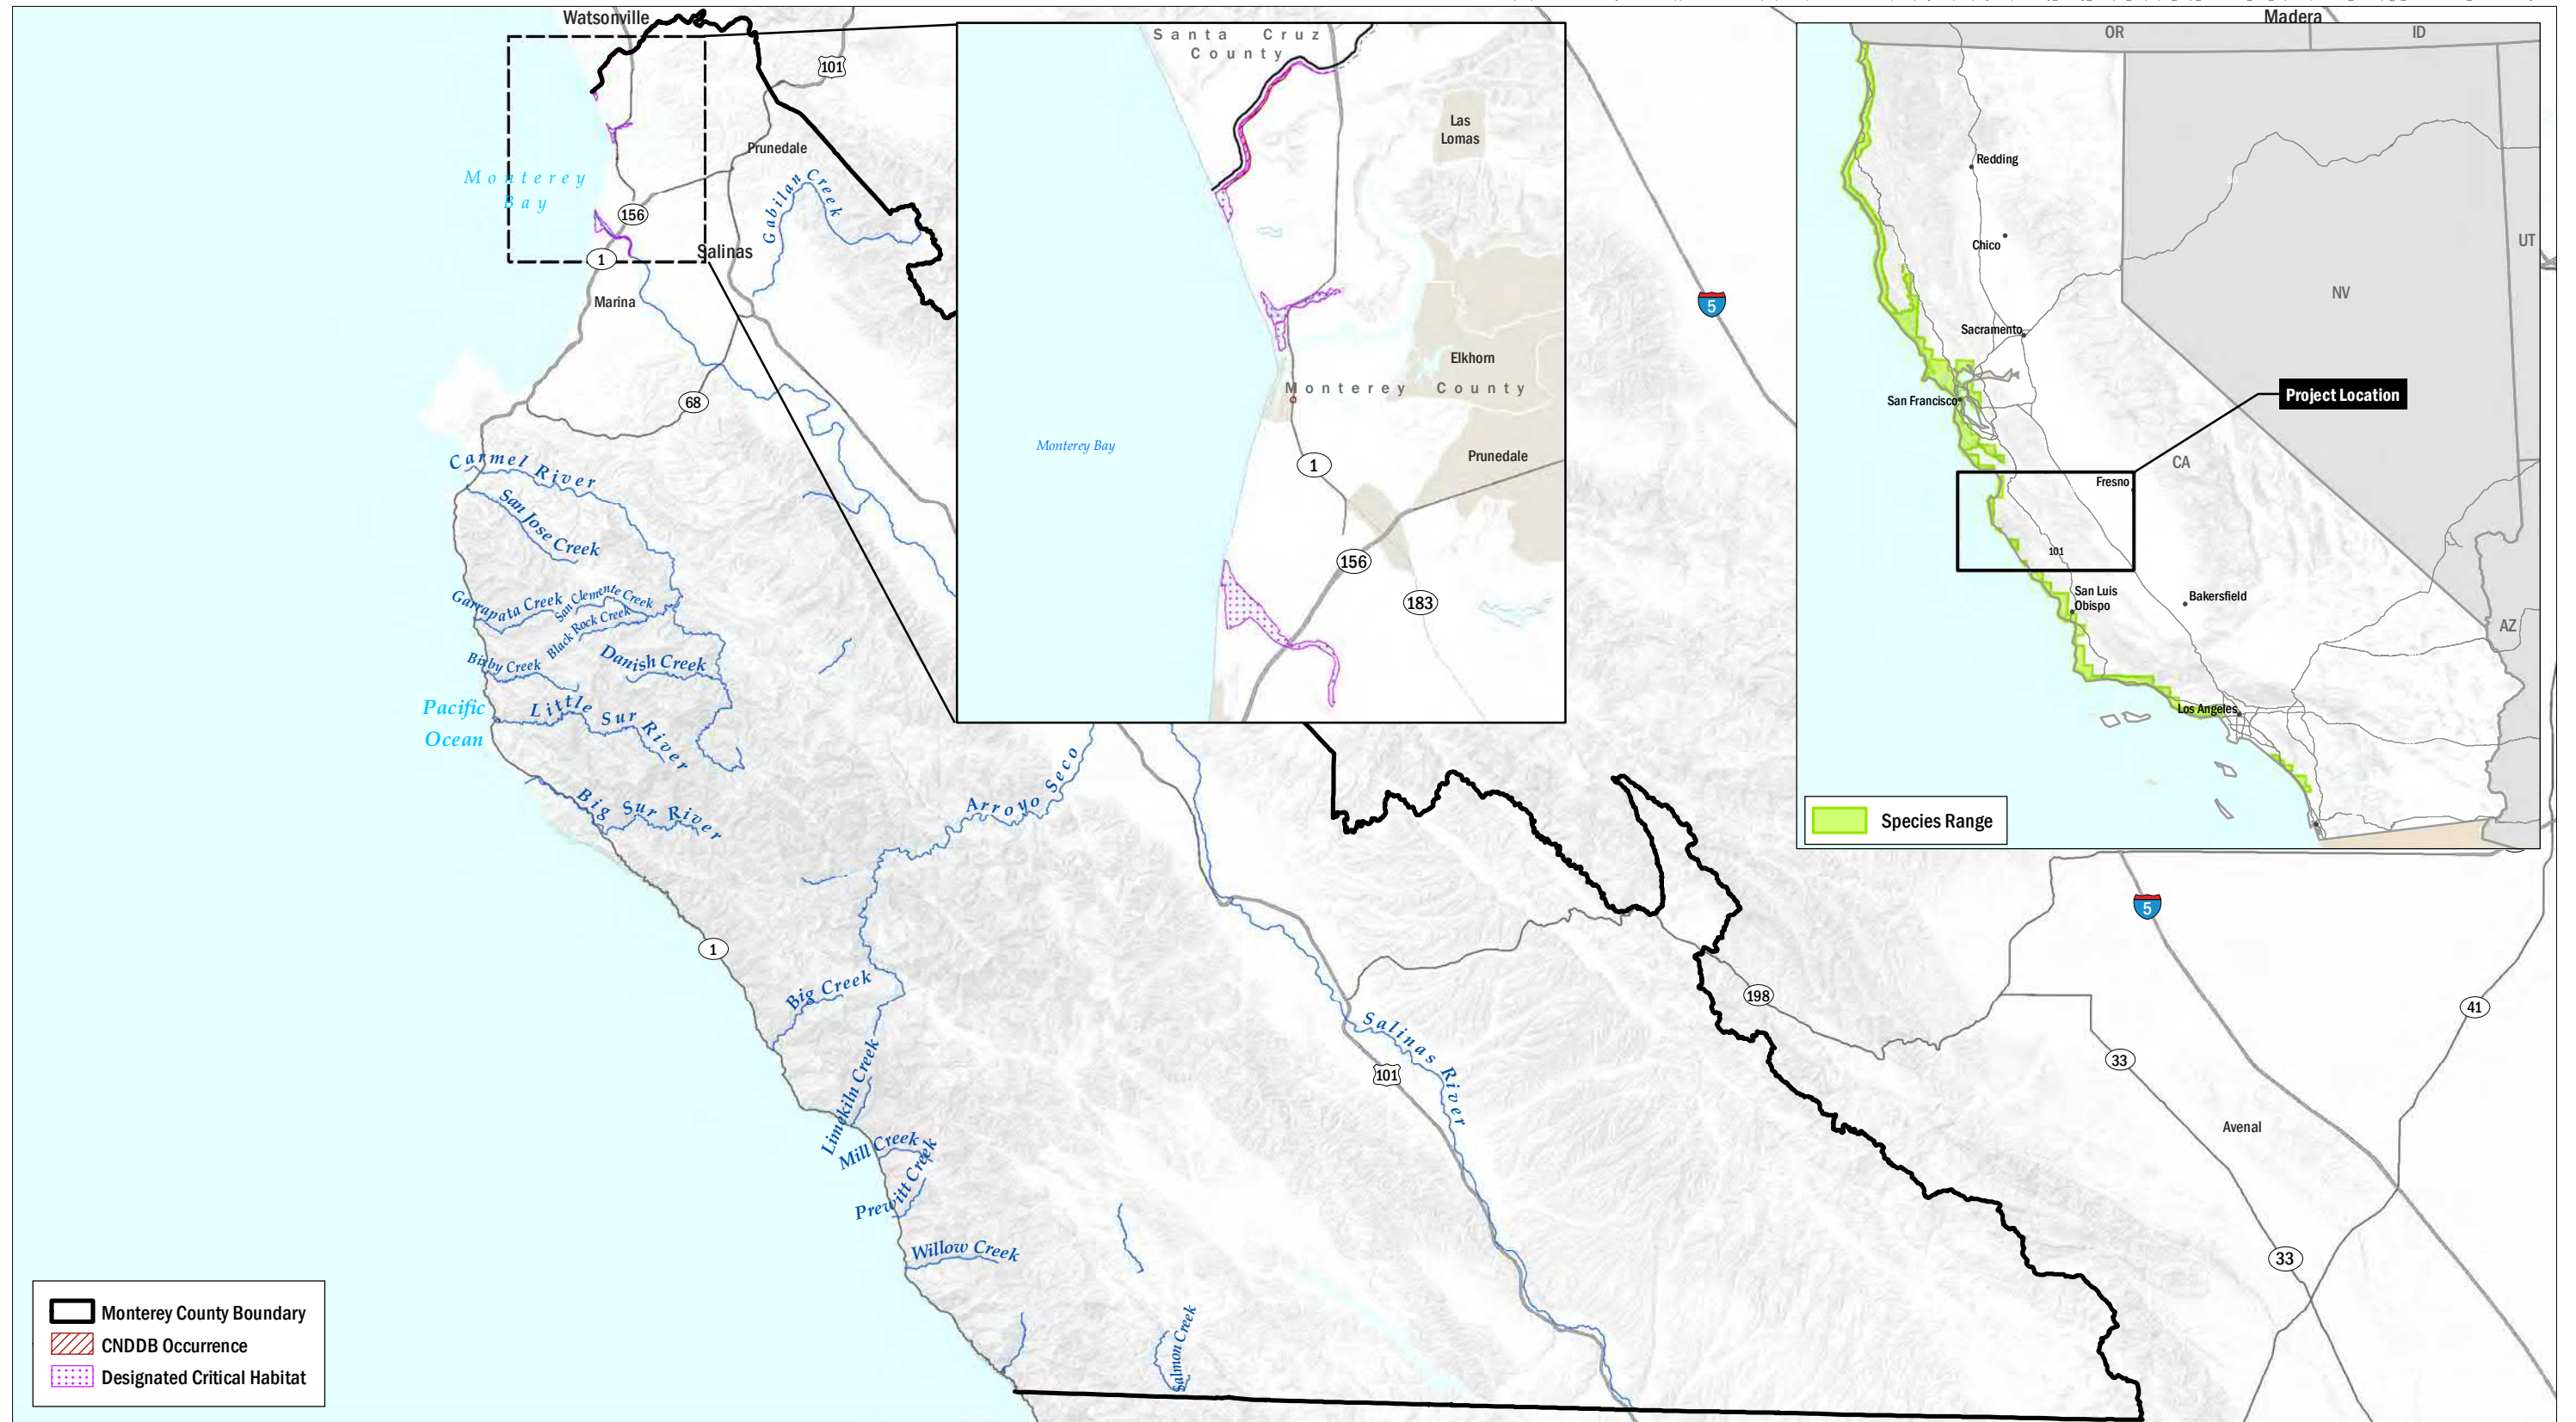 Watsonville
101
Prunedale
Monterey
Bay
Gabilan Creek
156
Salinas
1
Marina
68
Carmel River
San Jose Creek
Garrapata Creek
San Clemente Creek
Black Rock Creek
Bixby Creek
Danish Creek
Little Sur River
Pacific
Ocean
Big Sur River
Arroyo Seco
1
Big Creek
Limekiln Creek
Mill Creek
Prewitt Creek
Willow Creek
Salmon Creek
Salinas River
101
198
5
33
41
Avenal
33
5
Madera
Santa Cruz
County
Las
Lomas
Elkhorn
Monterey County
Monterey Bay
1
Prunedale
156
183
OR
ID
Redding
80
Chico
UT
NV
Sacramento
San Francisco
Project Location
CA
Fresno
101
San Luis
Obispo
Bakersfield
AZ
Los Angeles
Species Range
Monterey County Boundary
CNDDB Occurrence
Designated Critical Habitat